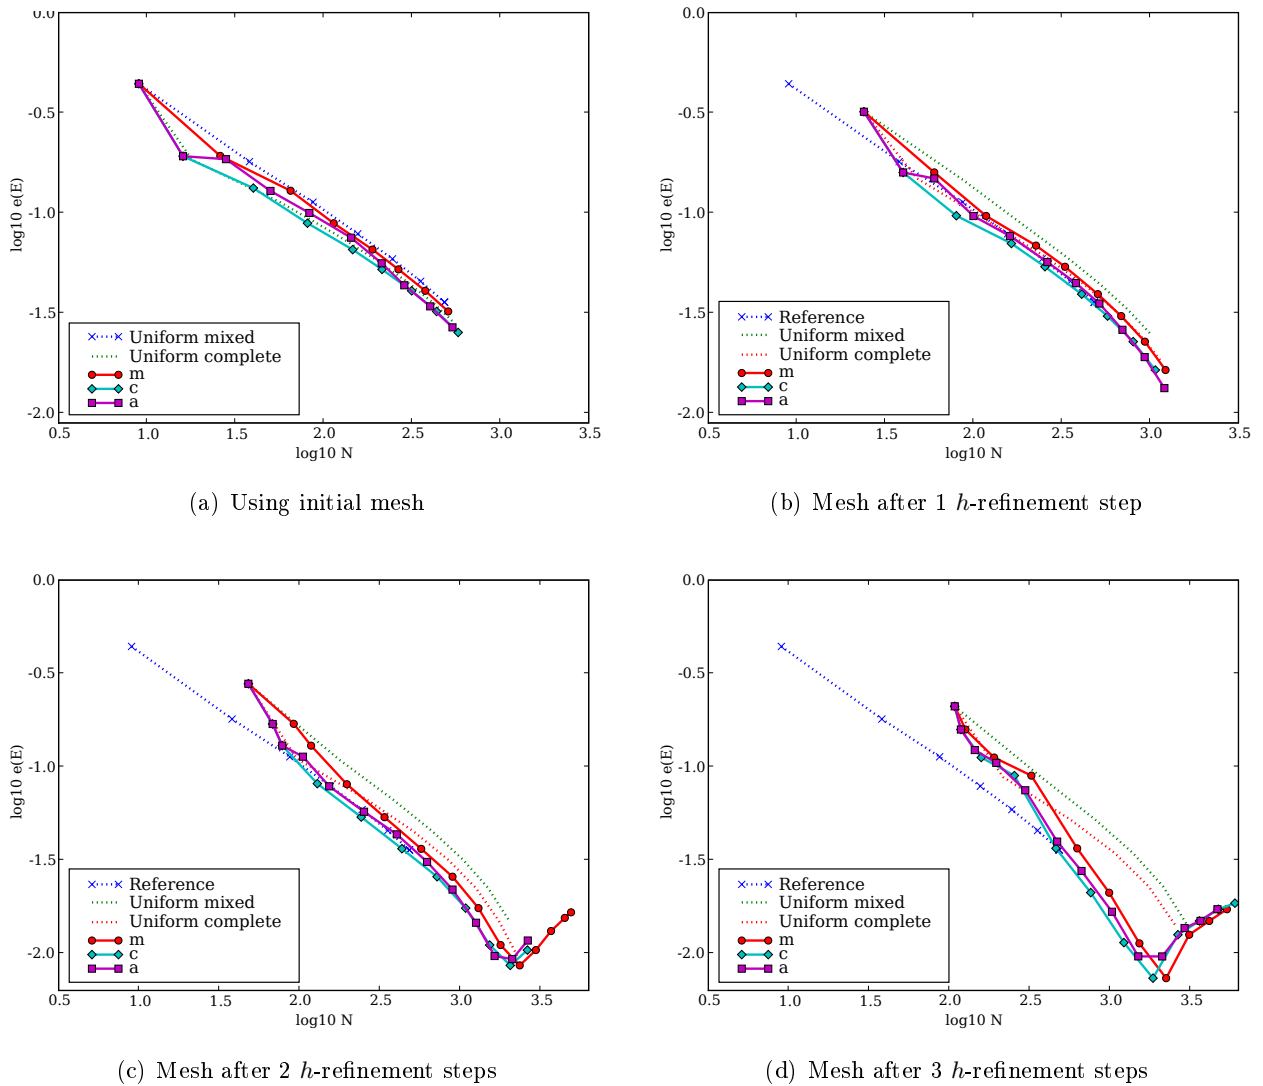 0.0
-0.5
-1.0
-1.5
-2.0
log10 e(E)
Uniform mixed
Uniform complete
m
c
a
0.5 1.0 1.5 2.0 2.5 3.0 3.5
log10 N
(a) Using initial mesh
0.0
-0.5
-1.0
-1.5
-2.0
log10 e(E)
Reference
Uniform mixed
Uniform complete
m
c
a
0.5 1.0 1.5 2.0 2.5 3.0 3.5
log10 N
(b) Mesh after 1 h-refinement step
0.0
-0.5
-1.0
-1.5
-2.0
log10 e(E)
Reference
Uniform mixed
Uniform complete
m
c
a
0.5 1.0 1.5 2.0 2.5 3.0 3.5
log10 N
(c) Mesh after 2 h-refinement steps
0.0
-0.5
-1.0
-1.5
-2.0
log10 e(E)
Reference
Uniform mixed
Uniform complete
m
c
a
0.5 1.0 1.5 2.0 2.5 3.0 3.5
log10 N
(d) Mesh after 3 h-refinement steps